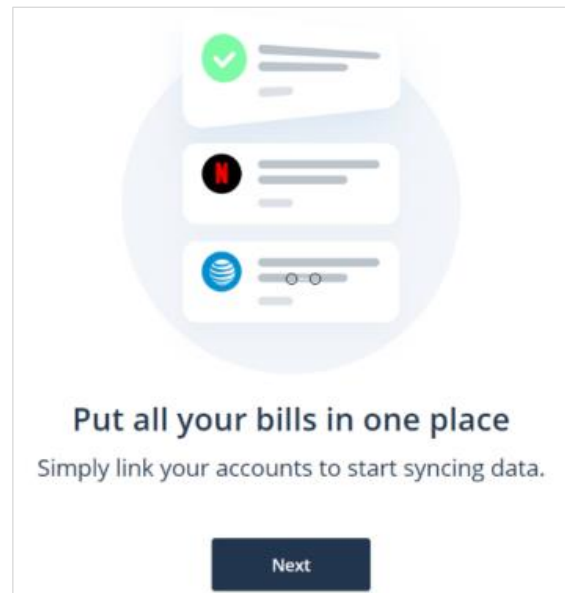 N
Put all your bills in one place
Simply link your accounts to start syncing data.
Next